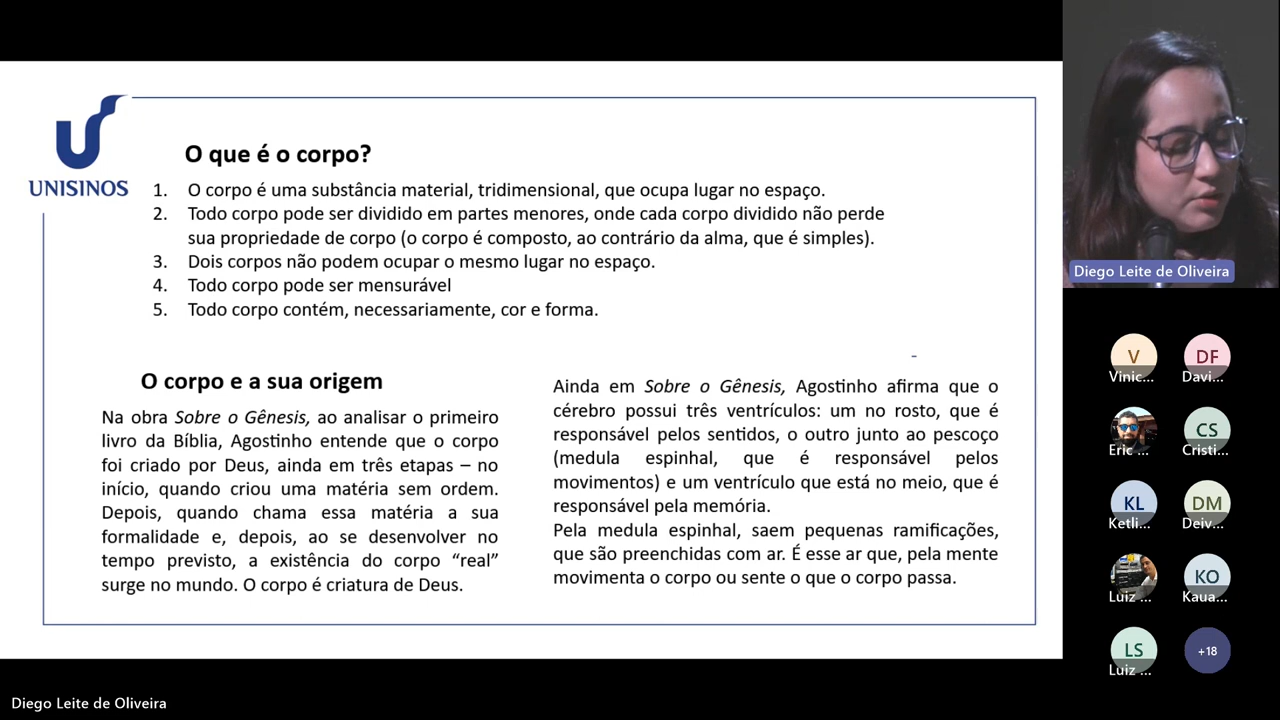 UNISINOS
O que é o corpo?
1. O corpo é uma substância material, tridimensional, que ocupa lugar no espaço.
2. Todo corpo pode ser dividido em partes menores, onde cada corpo dividido não perde
sua propriedade de corpo (o corpo é composto, ao contrário da alma, que é simples).
3. Dois corpos não podem ocupar o mesmo lugar no espaço.
4. Todo corpo pode ser mensurável
5. Todo corpo contém, necessariamente, cor e forma.
O corpo e a sua origem
Na obra Sobre o Gênesis, ao analisar o primeiro
livro da Bíblia, Agostinho entende que o corpo
foi criado por Deus, ainda em três etapas – no
início, quando criou uma matéria sem ordem.
Depois, quando chama essa matéria a sua
formalidade e, depois, ao se desenvolver no
tempo previsto, a existência do corpo “real”
surge no mundo. O corpo é criatura de Deus.
-
Ainda em Sobre o Gênesis, Agostinho afirma que o
cérebro possui três ventrículos: um no rosto, que é
responsável pelos sentidos, o outro junto ao pescoço
(medula espinhal, que é responsável pelos
movimentos) e um ventrículo que está no meio, que é
responsável pela memória.
Pela medula espinhal, saem pequenas ramificações,
que são preenchidas com ar. É esse ar que, pela mente
movimenta o corpo ou sente o que o corpo passa.
Diego Leite de Oliveira
V DF
Vinic... Davi...
CS
Eric ... Cristi...
KL DM
Ketli... Deiv...
KO
Luiz ... Kaua...
LS +18
Luiz ...
Diego Leite de Oliveira